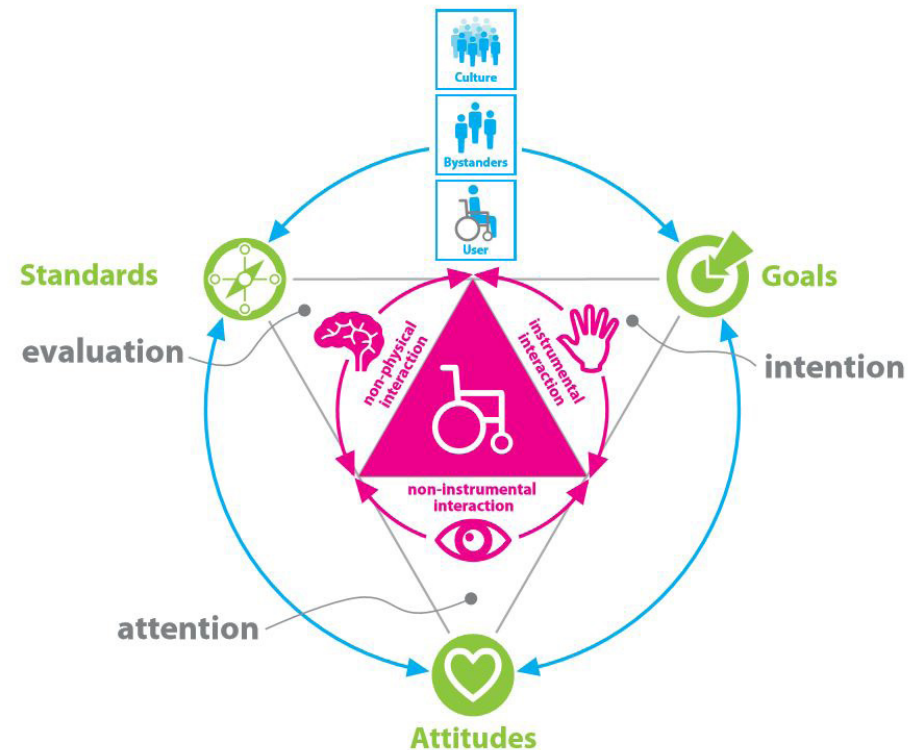 Culture
Bystanders
User
Standards
Goals
evaluation
intention
non-physical
interaction
instrumental
interaction
non-instrumental
interaction
attention
Attitudes